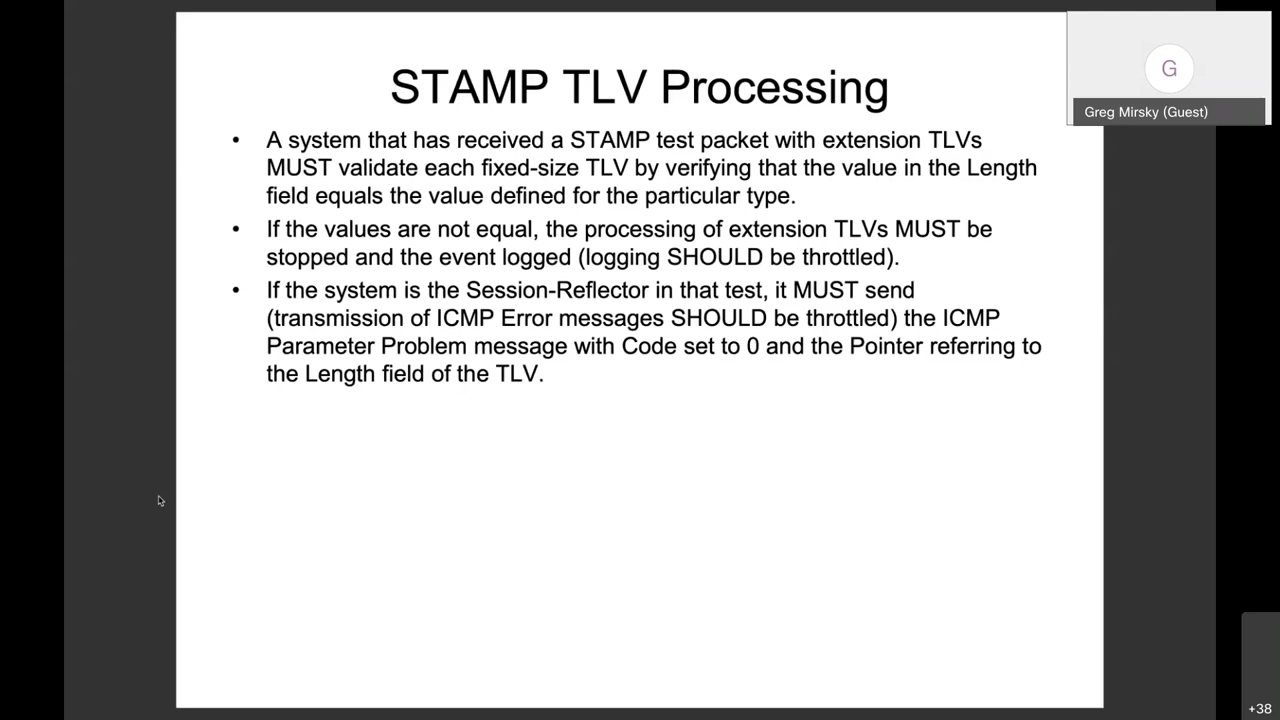 STAMP TLV Processing
G
Greg Mirsky (Guest)
• A system that has received a STAMP test packet with extension TLVs
MUST validate each fixed-size TLV by verifying that the value in the Length
field equals the value defined for the particular type.
• If the values are not equal, the processing of extension TLVs MUST be
stopped and the event logged (logging SHOULD be throttled).
• If the system is the Session-Reflector in that test, it MUST send
(transmission of ICMP Error messages SHOULD be throttled) the ICMP
Parameter Problem message with Code set to 0 and the Pointer referring to
the Length field of the TLV.
+38